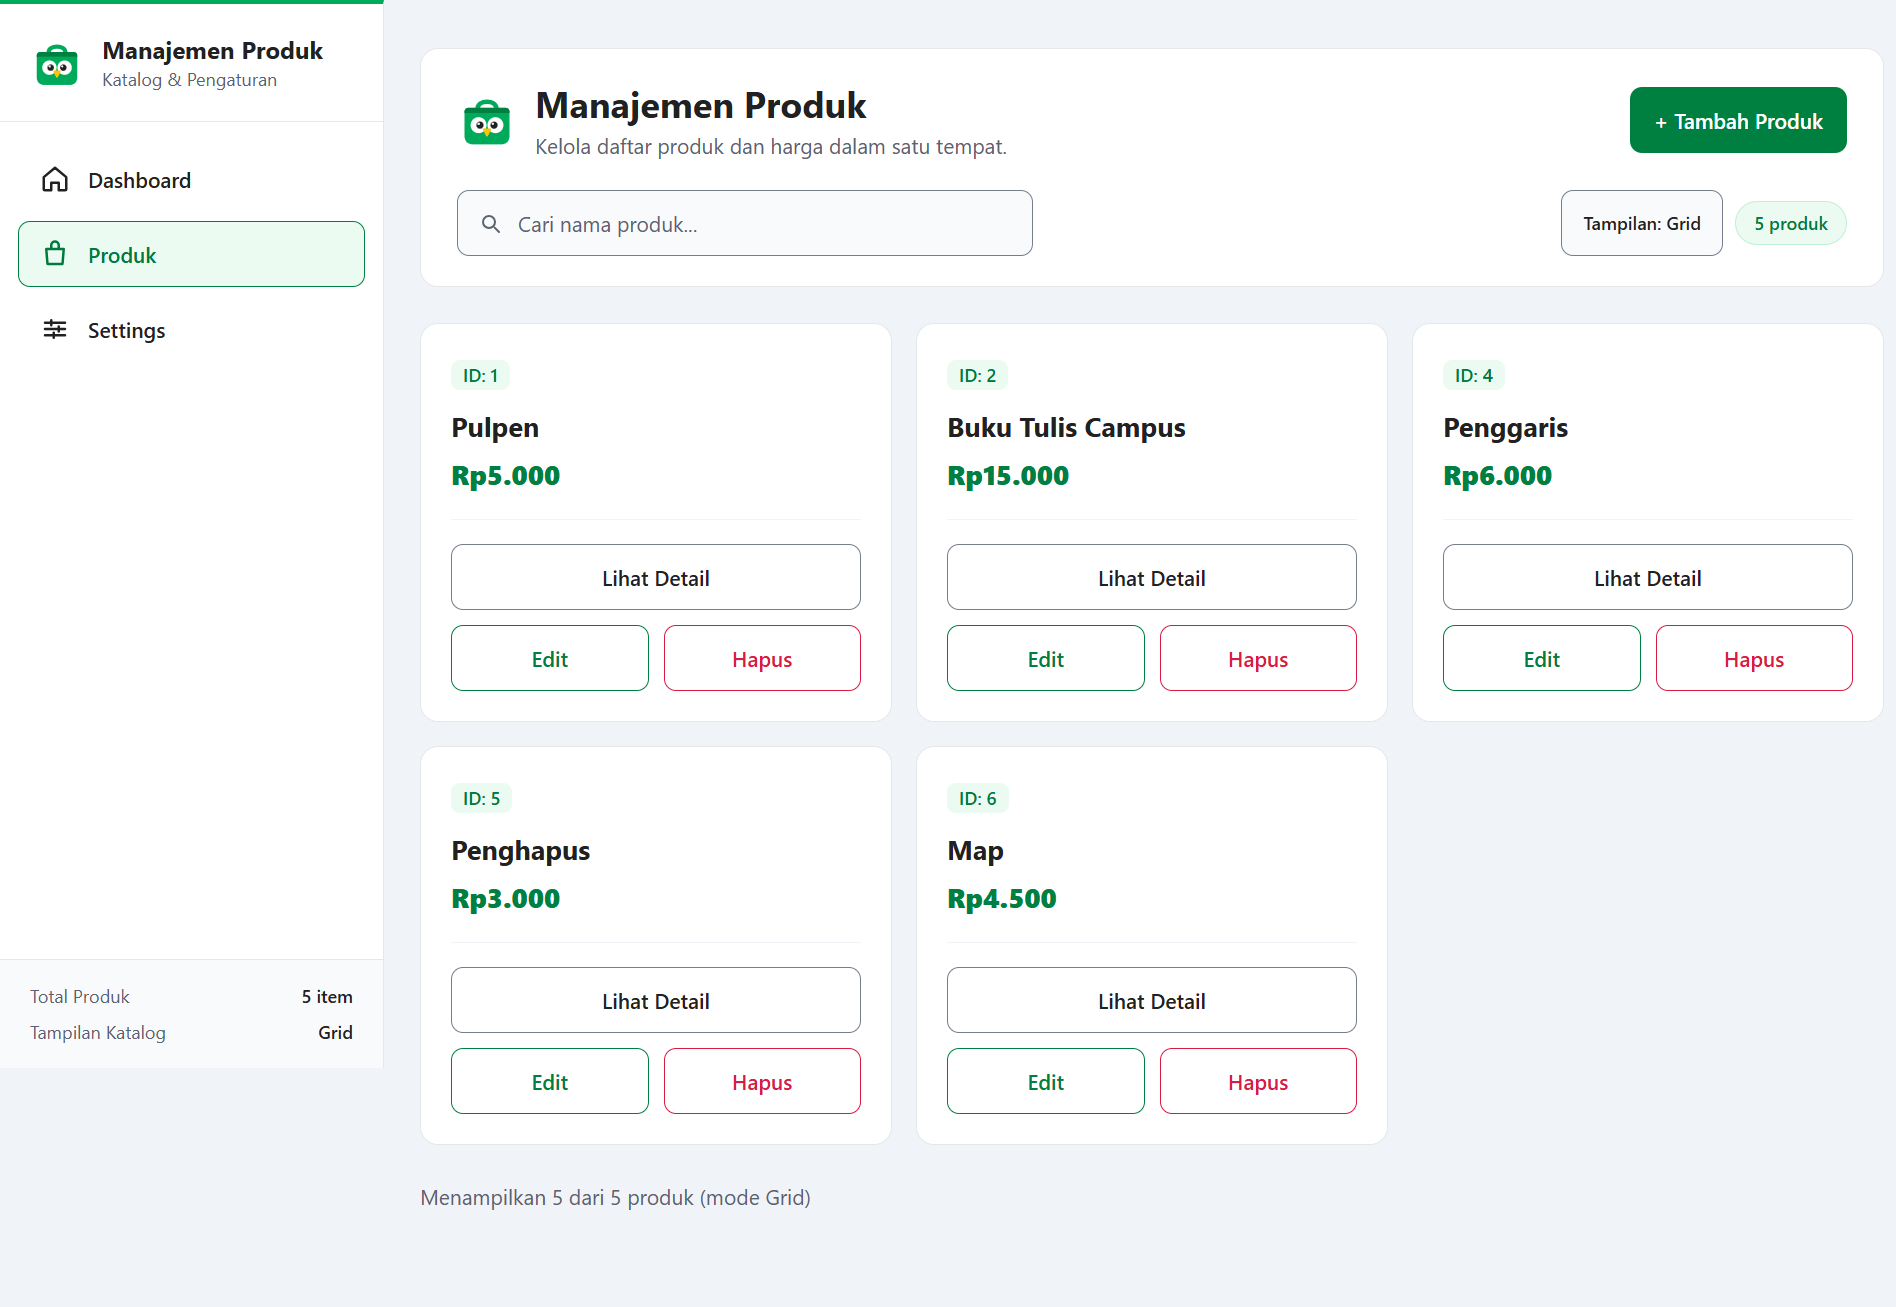 Manajemen Produk
Katalog & Pengaturan
Dashboard
Produk
Settings
Total Produk 5 item
Tampilan Katalog Grid
Manajemen Produk
Kelola daftar produk dan harga dalam satu tempat.
+ Tambah Produk
Cari nama produk...
Tampilan: Grid
5 produk
ID: 1
Pulpen
Rp5.000
Lihat Detail
Edit Hapus
ID: 2
Buku Tulis Campus
Rp15.000
Lihat Detail
Edit Hapus
ID: 4
Penggaris
Rp6.000
Lihat Detail
Edit Hapus
ID: 5
Penghapus
Rp3.000
Lihat Detail
Edit Hapus
ID: 6
Map
Rp4.500
Lihat Detail
Edit Hapus
Menampilkan 5 dari 5 produk (mode Grid)